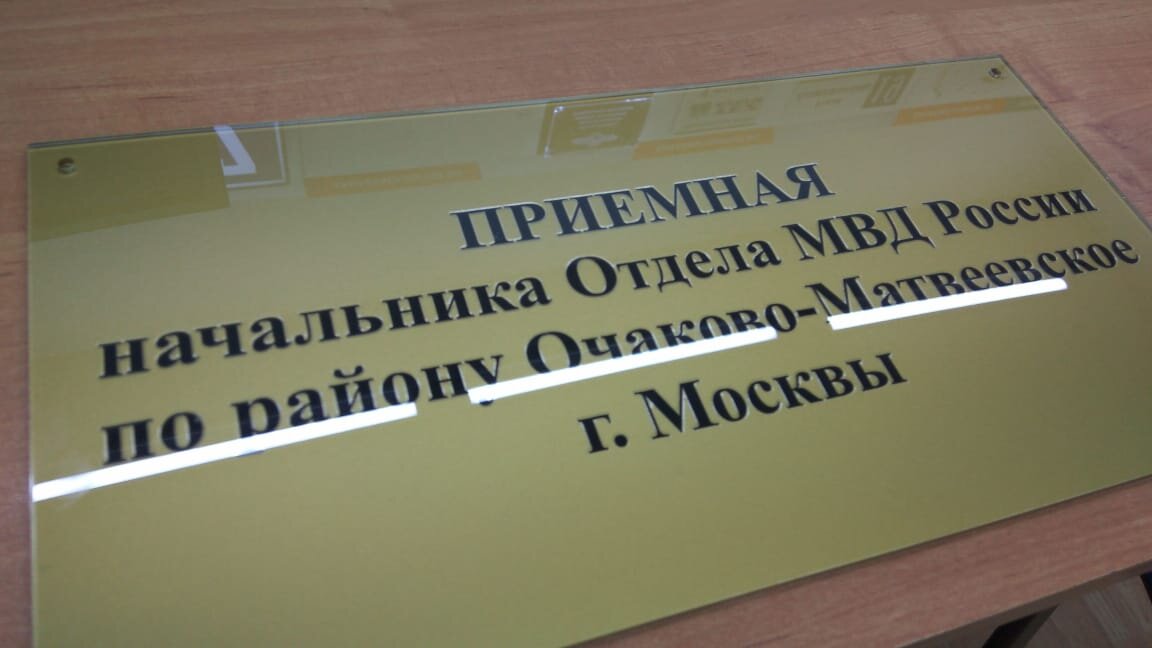 ПРИЕМНАЯ
начальника Отдела МВД России
по району Очаково-Матвеевское
г. Москвы